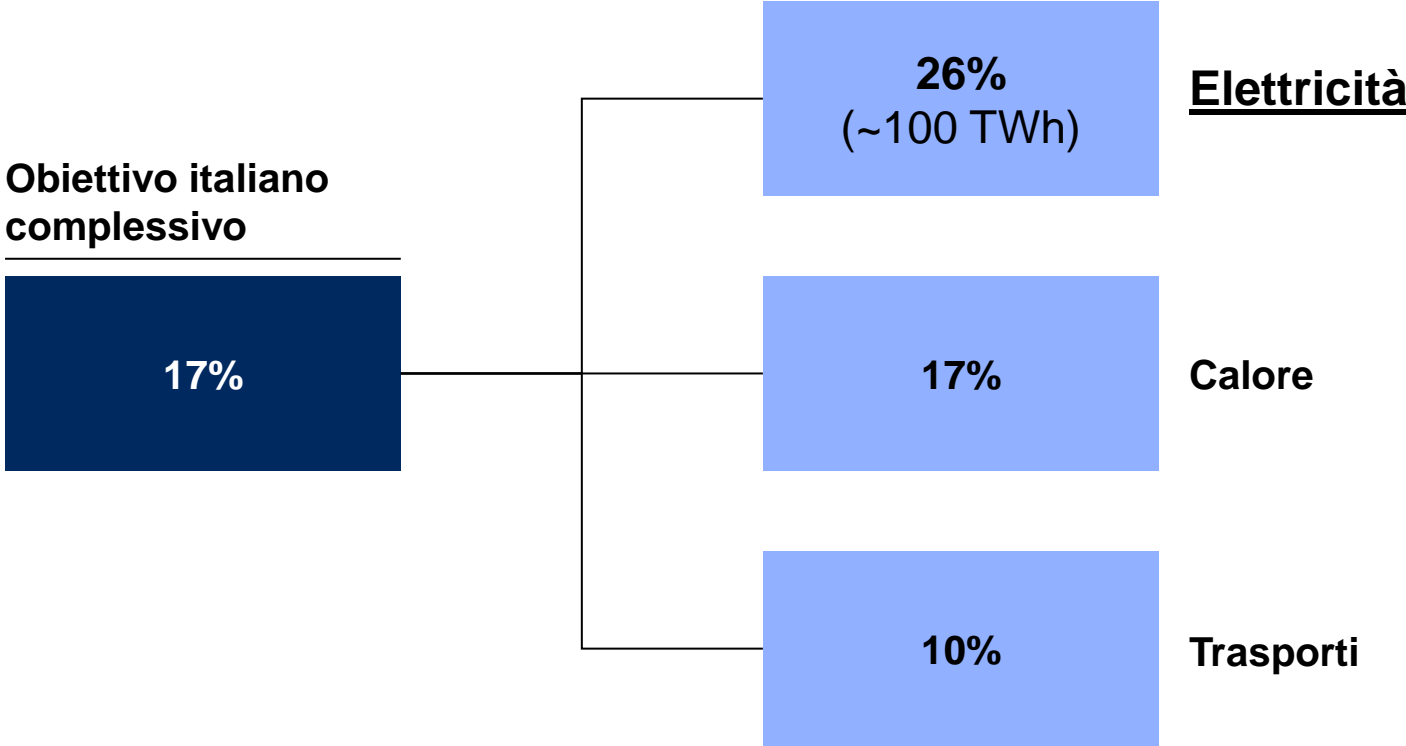 Obiettivo italiano
complessivo
17%
26%
(~100 TWh)
Elettricità
17%
Calore
10%
Trasporti